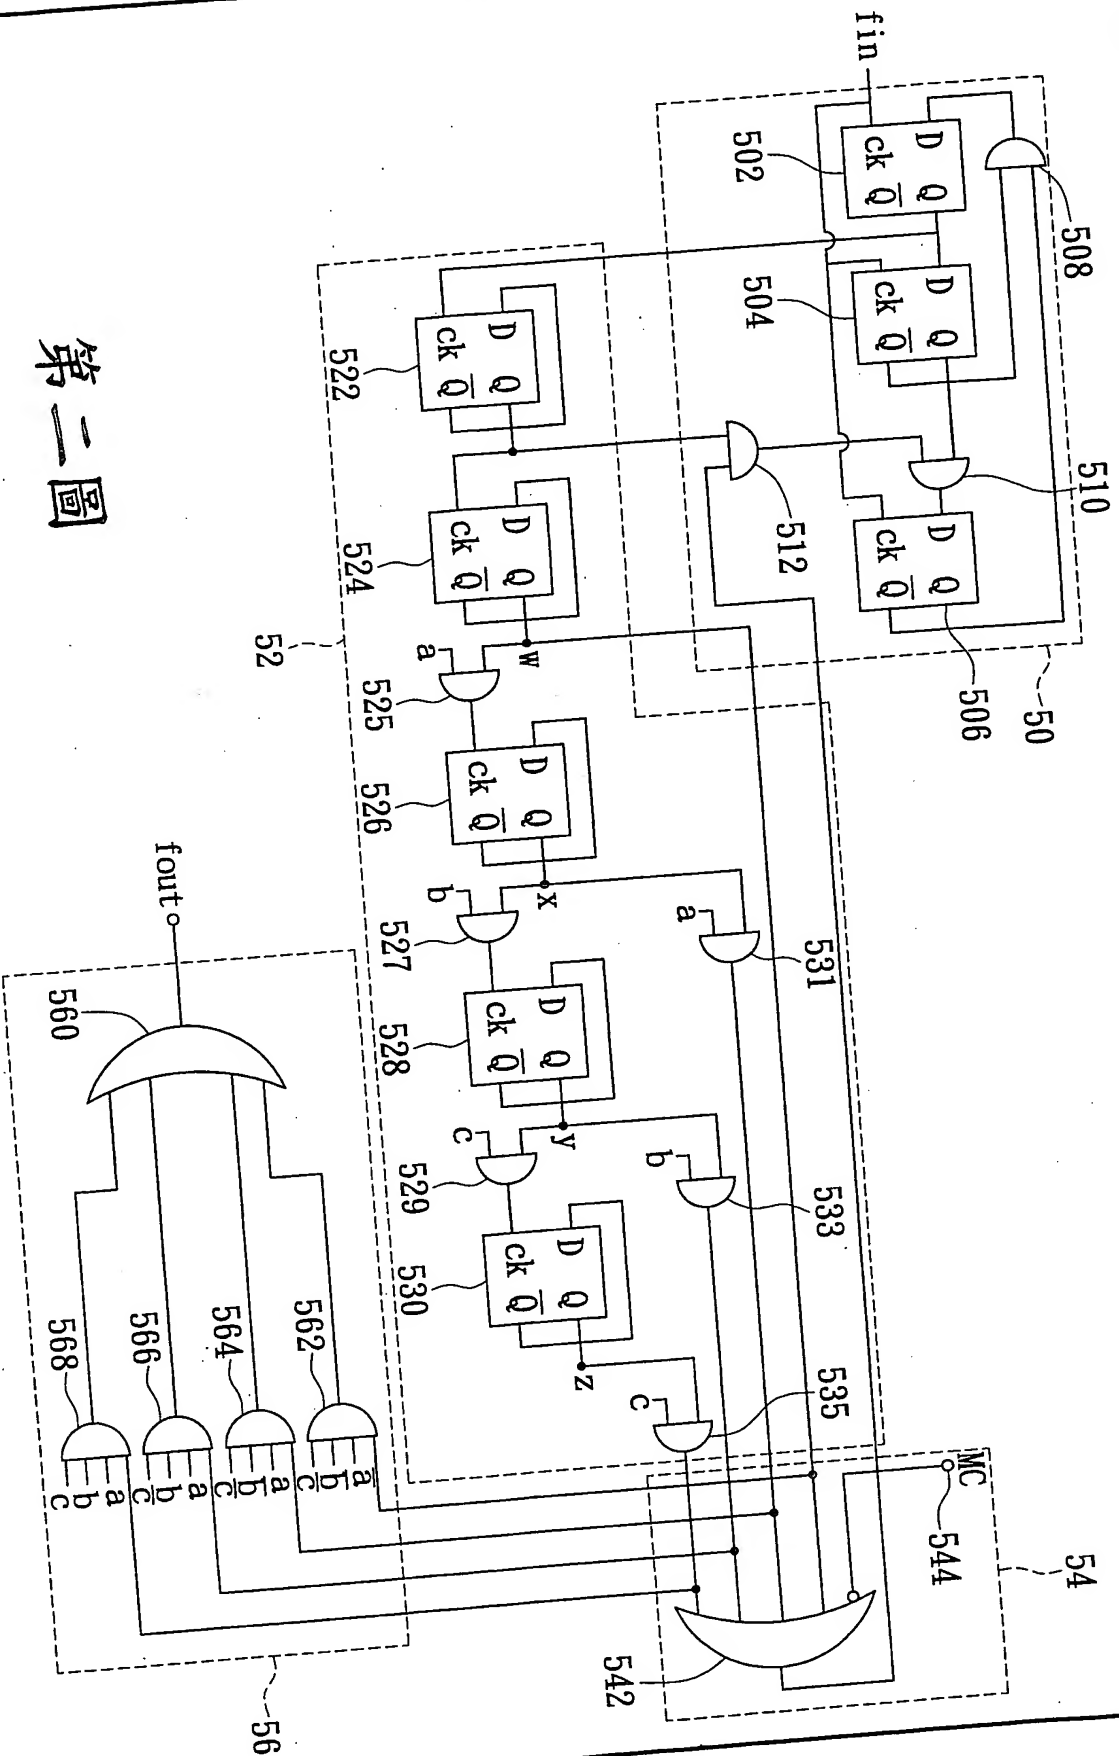 fin
508
D Q
ck Q̅
502
D Q
ck Q̅
504
510
D Q
ck Q̅
506
50
512
D Q
ck Q̅
522
D Q
ck Q̅
524
w
a
525
D Q
ck Q̅
526
x
b
527
a
531
D Q
ck Q̅
528
y
c
529
b
533
D Q
ck Q̅
530
z
c
535
52
MC
544
54
542
fout
560
562
a̅
b̅
c̅
564
a
b̅
c̅
566
a
b
c̅
568
a
b
c
56
第二圖